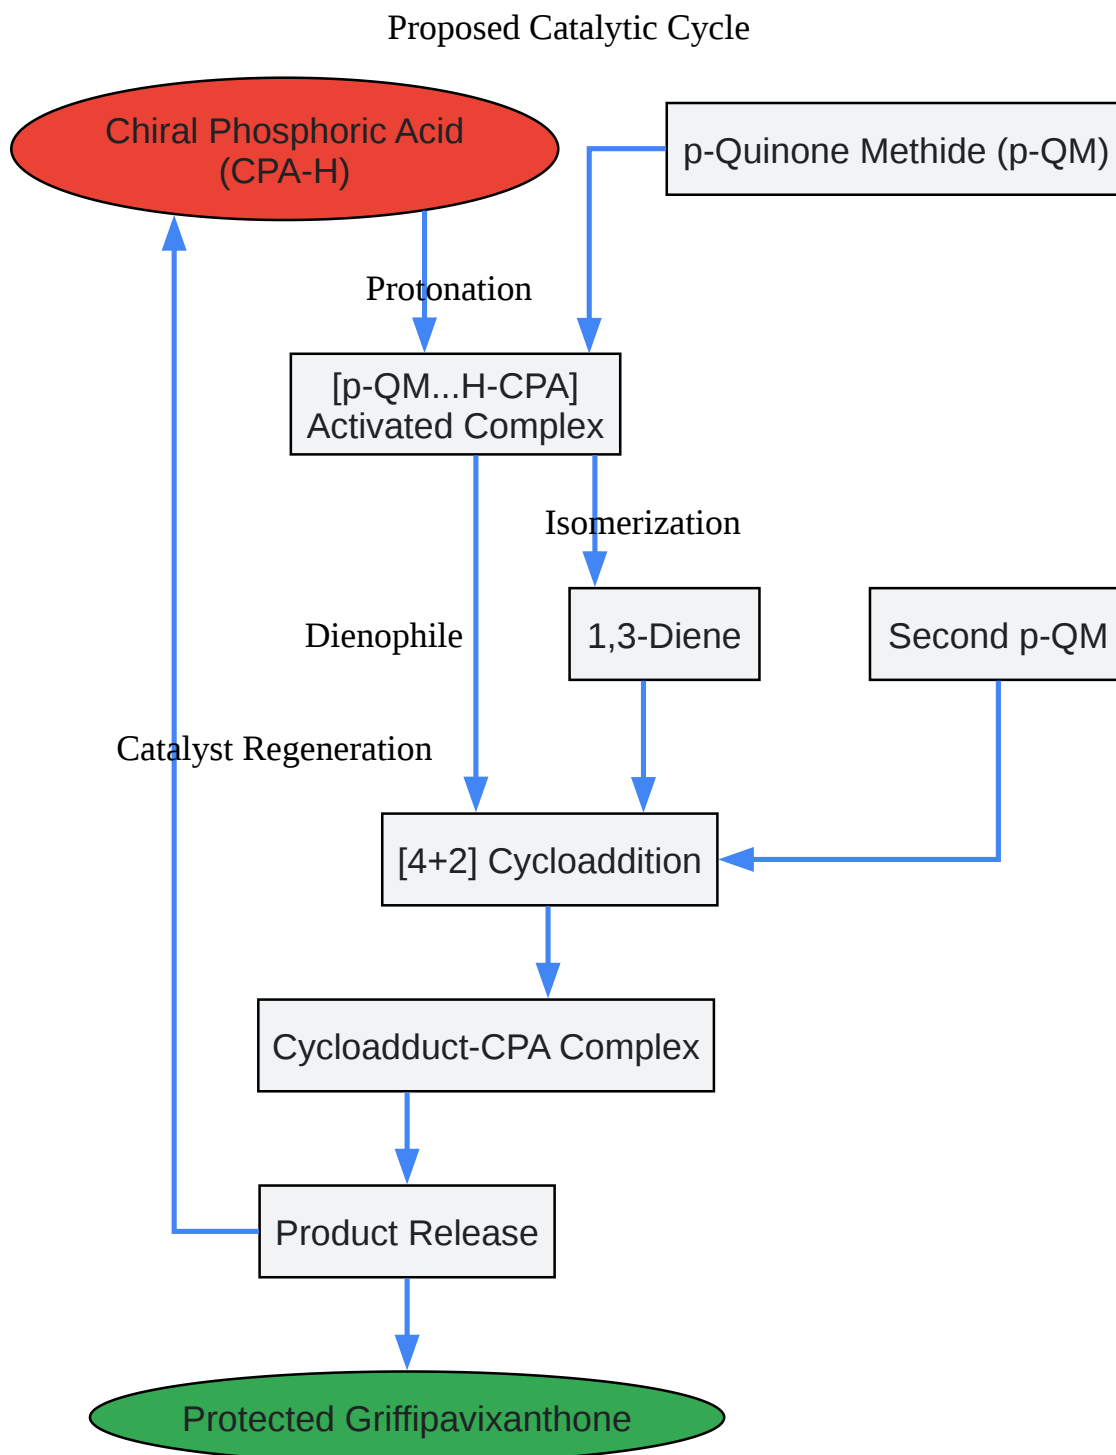 Proposed Catalytic Cycle
Chiral Phosphoric Acid
(CPA-H)
p-Quinone Methide (p-QM)
Protonation
[p-QM...H-CPA]
Activated Complex
Isomerization
Dienophile
1,3-Diene
Second p-QM
Catalyst Regeneration
[4+2] Cycloaddition
Cycloadduct-CPA Complex
Product Release
Protected Griffipavixanthone